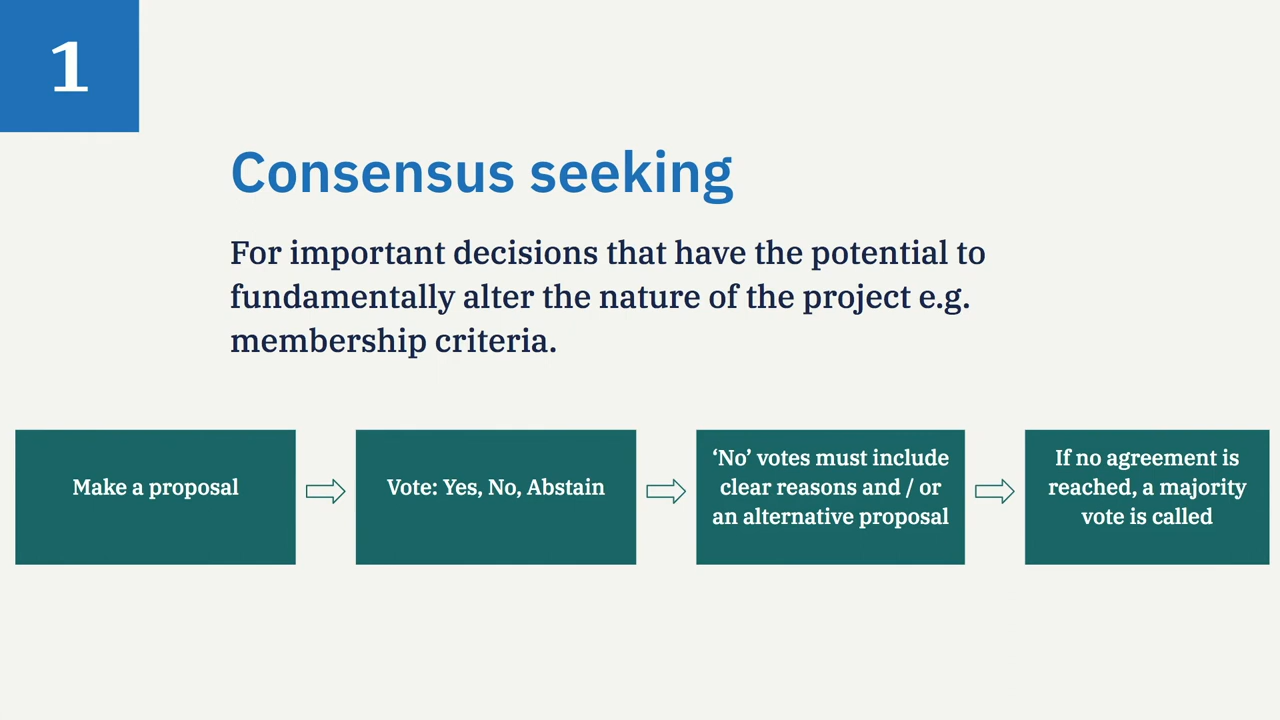 1
Consensus seeking
For important decisions that have the potential to
fundamentally alter the nature of the project e.g.
membership criteria.
Make a proposal
Vote: Yes, No, Abstain
‘No’ votes must include
clear reasons and / or
an alternative proposal
If no agreement is
reached, a majority
vote is called